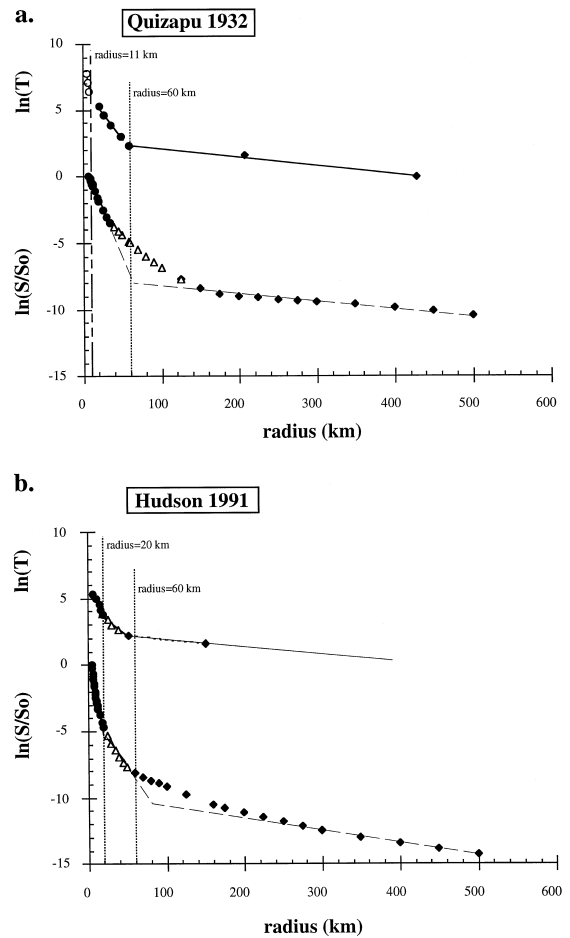 a.
Quizapu 1932
10
radius=11 km
ln(T)
radius=60 km
5
0
-5
ln(S/So)
-10
-15
0 100 200 300 400 500 600
radius (km)
b.
Hudson 1991
10
radius=20 km
ln(T)
radius=60 km
5
0
ln(S/So)
-5
-10
-15
0 100 200 300 400 500 600
radius (km)